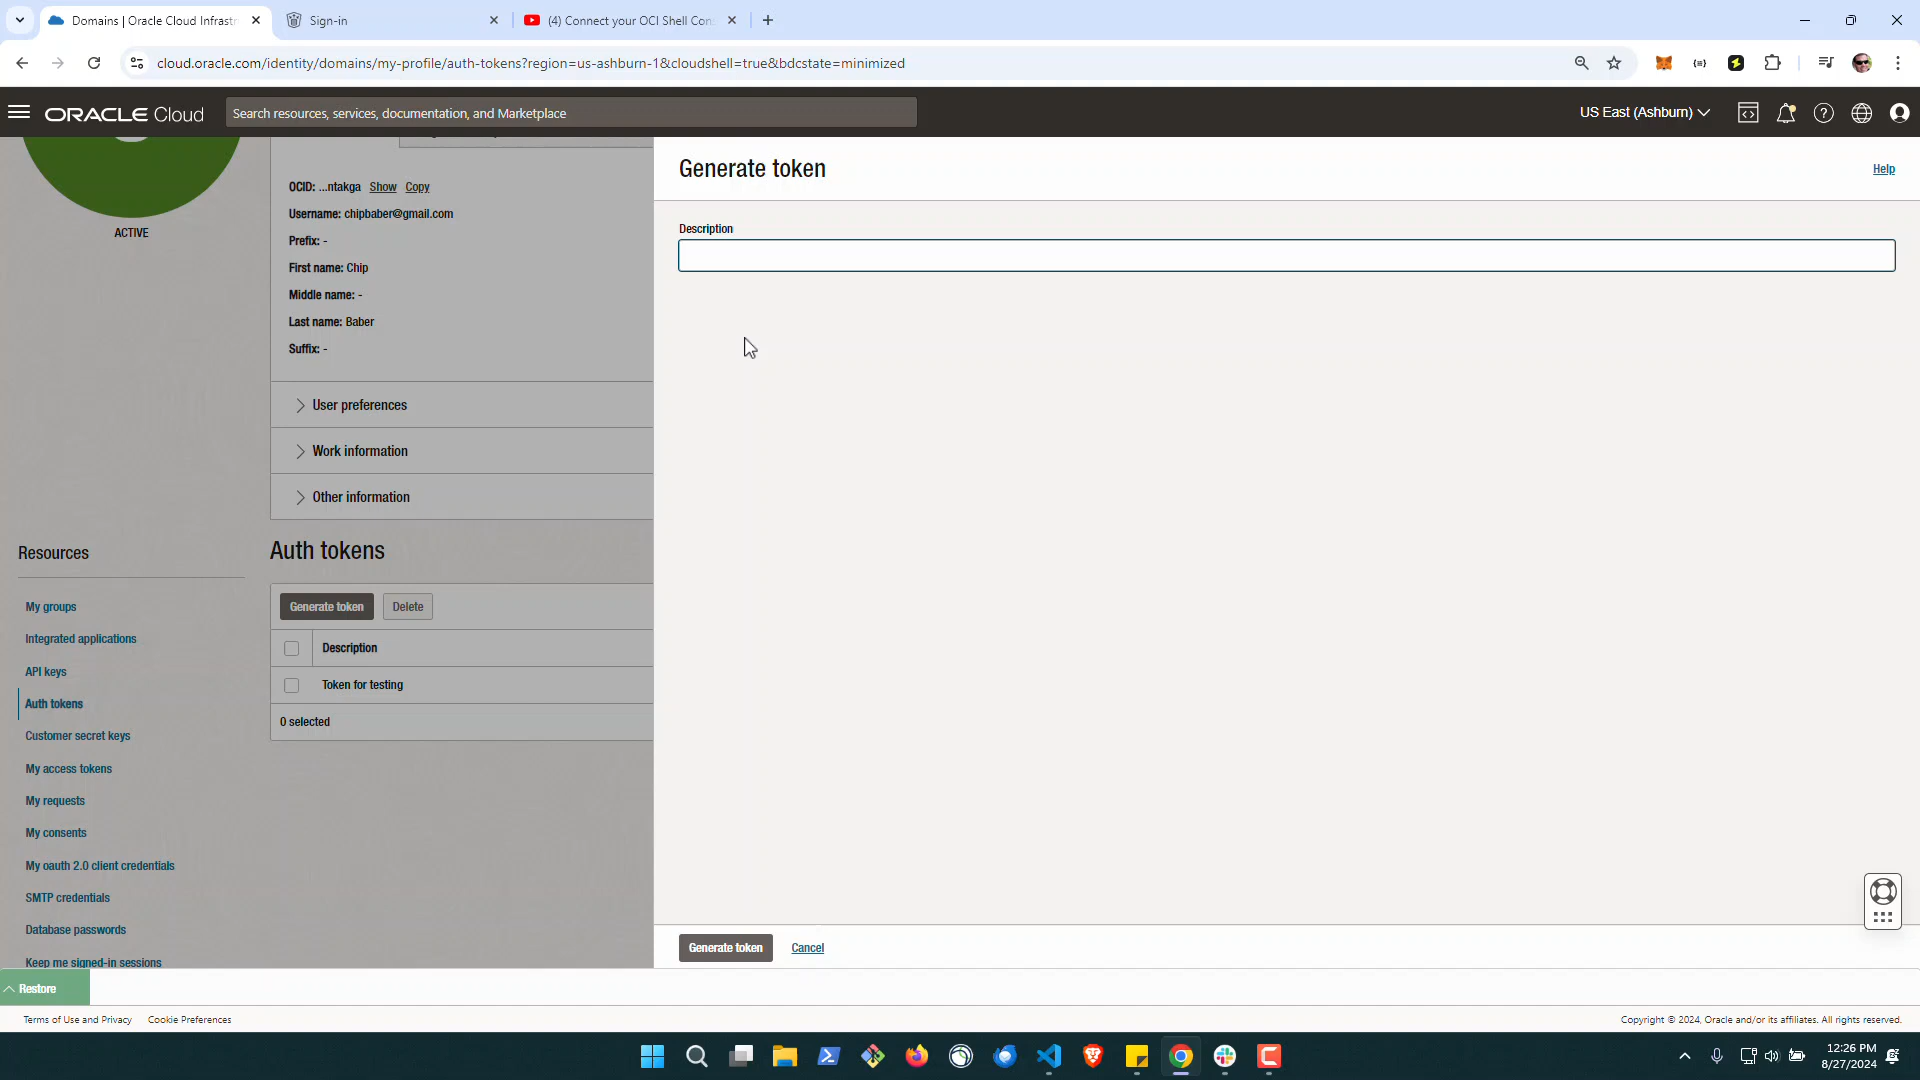 Domains | Oracle Cloud Infrastr
Sign-in
(4) Connect your OCI Shell Con
cloud.oracle.com/identity/domains/my-profile/auth-tokens?region=us-ashburn-1&cloudshell=true&bdcstate=minimized
ORACLE Cloud
Search resources, services, documentation, and Marketplace
US East (Ashburn)
Generate token
Help
OCID: ...ntakga Show Copy
Username: chipbaber@gmail.com
Prefix: -
First name: Chip
Middle name: -
Last name: Baber
Suffix: -
ACTIVE
Description
User preferences
Work information
Other information
Resources
My groups
Integrated applications
API keys
Auth tokens
Customer secret keys
My access tokens
My requests
My consents
My oauth 2.0 client credentials
SMTP credentials
Database passwords
Keep me signed-in sessions
Auth tokens
Generate token Delete
Description
Token for testing
0 selected
Generate token Cancel
Restore
Terms of Use and Privacy Cookie Preferences
Copyright © 2024, Oracle and/or its affiliates. All rights reserved.
12:26 PM
8/27/2024